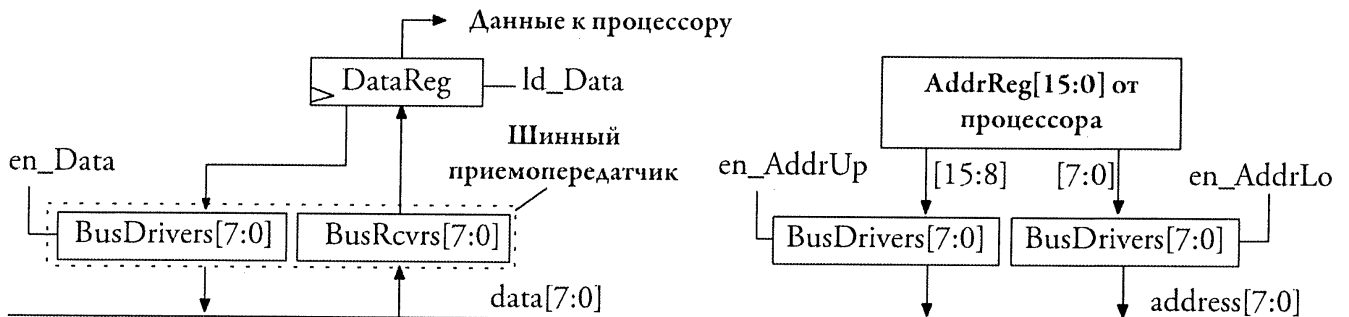 Данные к процессору
DataReg
ld_Data
Шинный
приемопередатчик
en_Data
BusDrivers[7:0]
BusRcvrs[7:0]
data[7:0]
AddrReg[15:0] от
процессора
en_AddrUp
[15:8]
[7:0]
en_AddrLo
BusDrivers[7:0]
BusDrivers[7:0]
address[7:0]